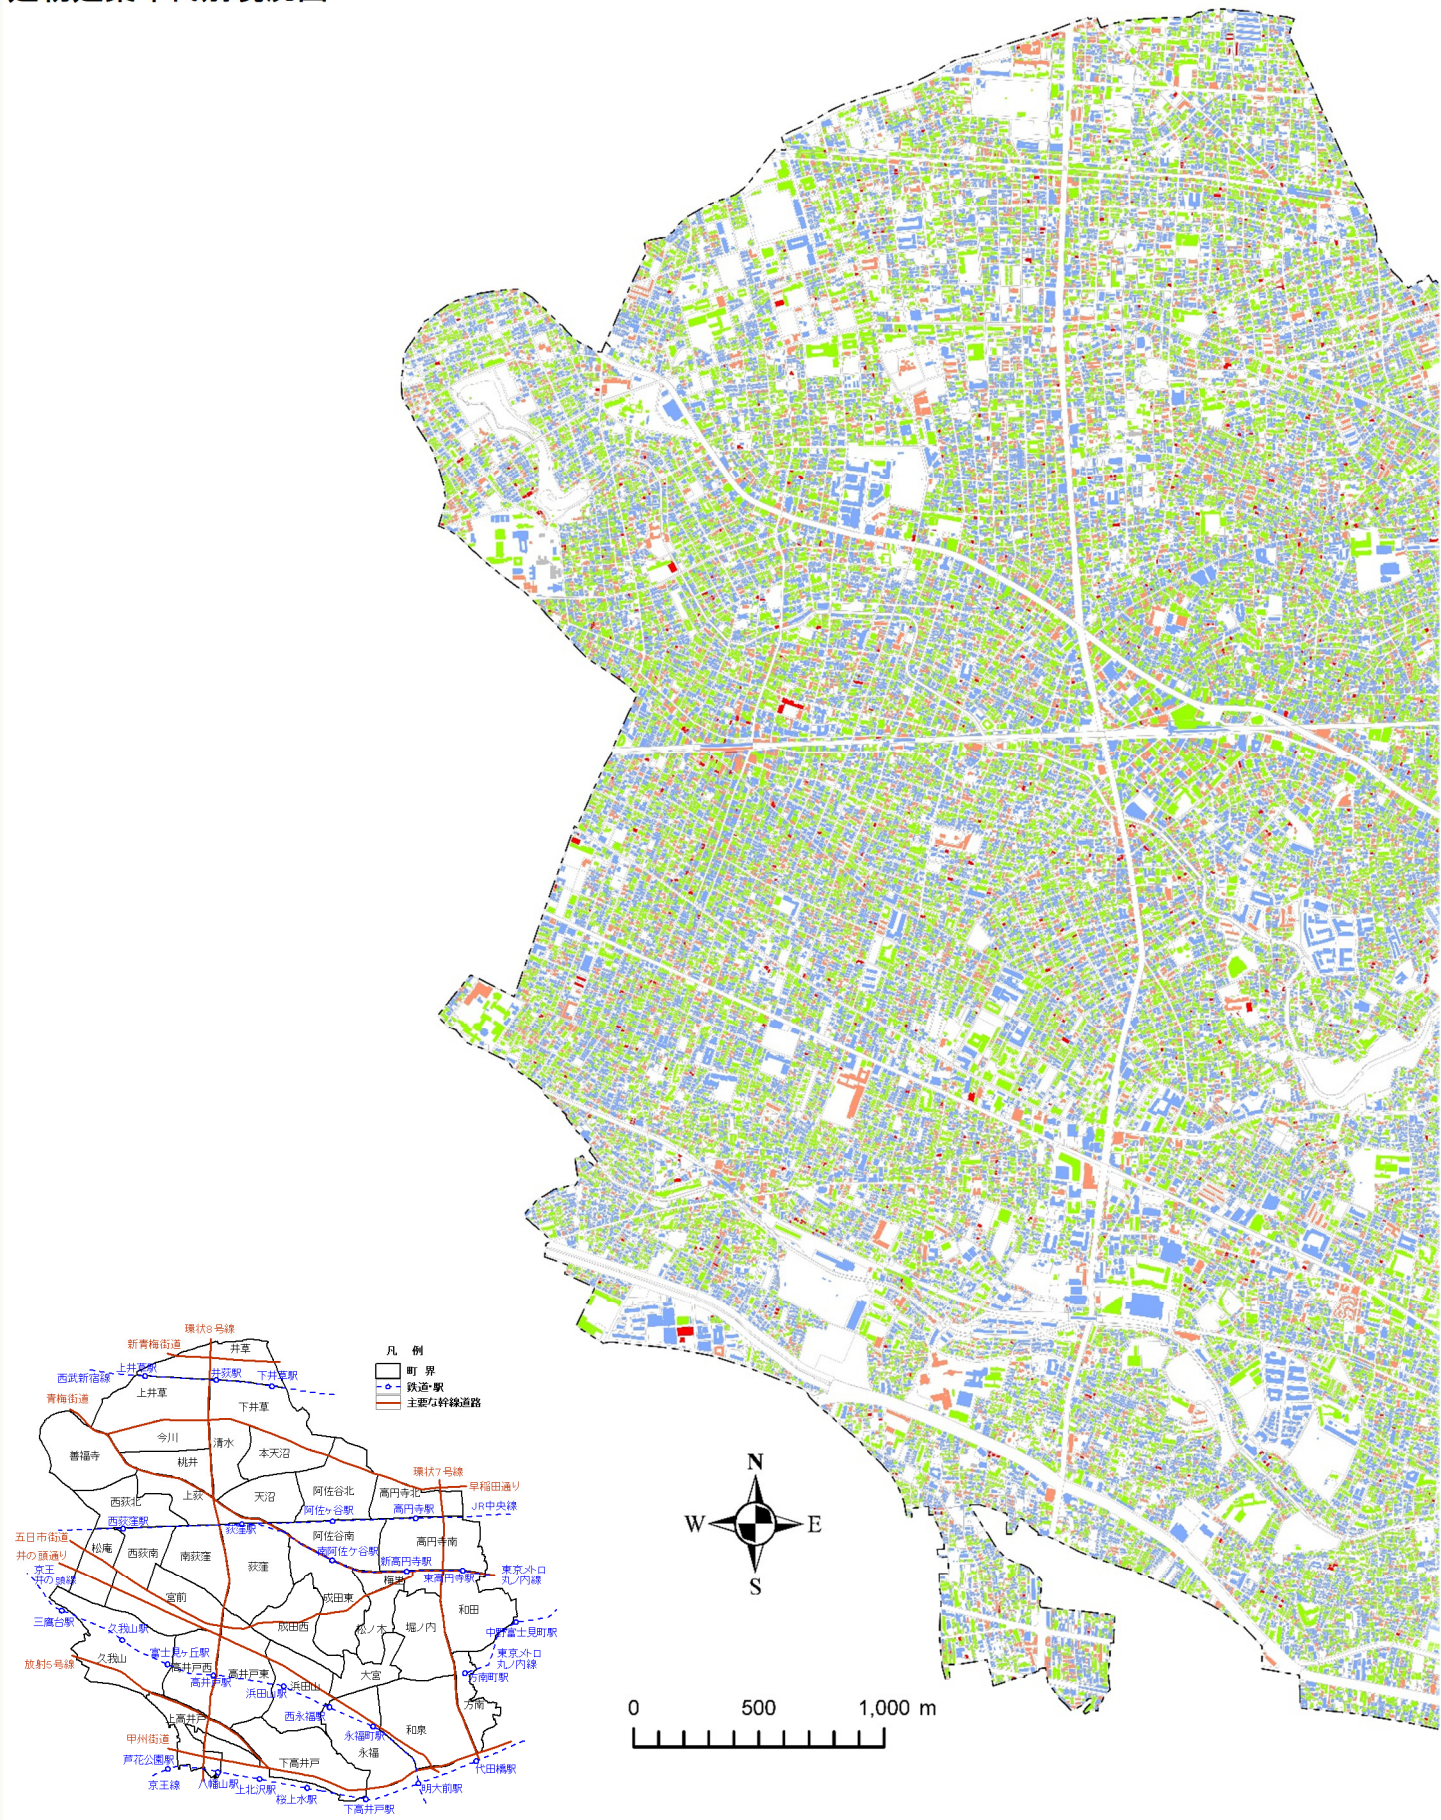 環状8号線
新青梅街道
井草
凡 例
町 界
鉄道・駅
主要な幹線道路
上井草駅
西武新宿線
井荻駅
下井草駅
上井草
青梅街道
下井草
今川
清水
善福寺
桃井
本天沼
環状7号線
早稲田通り
上荻
天沼
阿佐谷北
高円寺北
西荻北
阿佐ヶ谷駅
高円寺駅
JR中央線
西荻窪駅
荻窪駅
五日市街道
松庵
西荻南
南荻窪
阿佐谷南
高円寺南
南阿佐ケ谷駅
井の頭通り
荻窪
新高円寺駅
東高円寺駅
東京メトロ
丸ノ内線
京王
井の頭線
梅里
宮前
成田東
和田
三鷹台駅
久我山駅
成田西
松ノ木
堀ノ内
中野富士見町駅
富士見ヶ丘駅
東京メトロ
丸ノ内線
放射5号線
久我山
高井戸西
高井戸駅
高井戸東
大宮
方南町駅
浜田山駅
浜田山
上高井戸
西永福駅
方南
永福町駅
和泉
甲州街道
永福
芦花公園駅
下高井戸
代田橋駅
京王線
八幡山駅
上北沢駅
桜上水駅
明大前駅
下高井戸駅
N
W
E
S
0
500
1,000 m